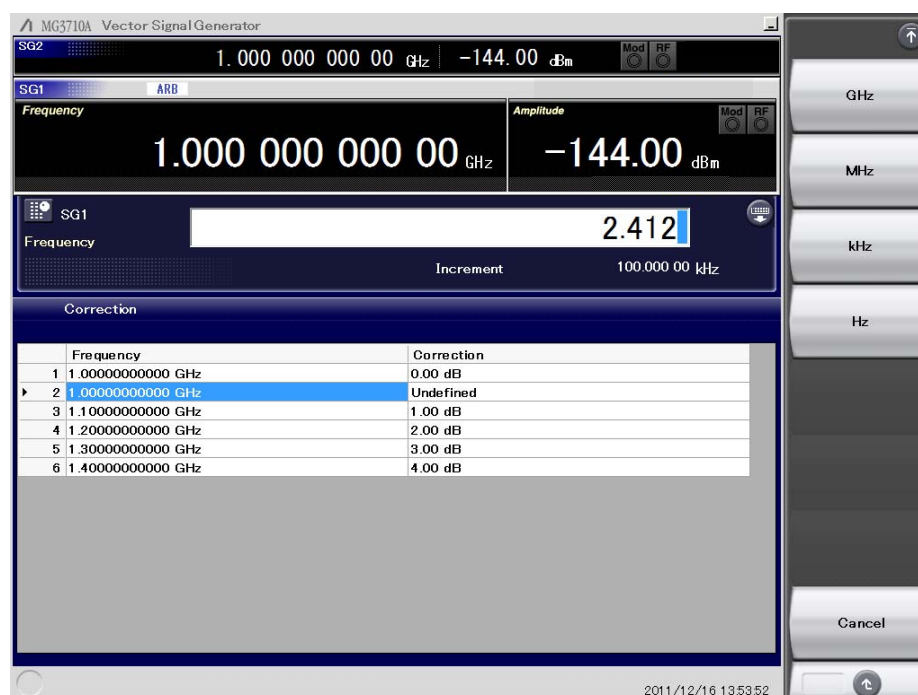 MG3710A Vector Signal Generator
SG2
1. 000 000 000 00 GHz -144. 00 dBm Mod RF
SG1 ARB
Frequency
1.000 000 000 00 GHz
Amplitude
Mod RF
-144.00 dBm
SG1
Frequency
2.412
Increment 100.000 00 kHz
Correction
Frequency Correction
1 1.00000000000 GHz 0.00 dB
2 1.00000000000 GHz Undefined
3 1.10000000000 GHz 1.00 dB
4 1.20000000000 GHz 2.00 dB
5 1.30000000000 GHz 3.00 dB
6 1.40000000000 GHz 4.00 dB
2011/12/16 13:53:52
GHz
MHz
kHz
Hz
Cancel